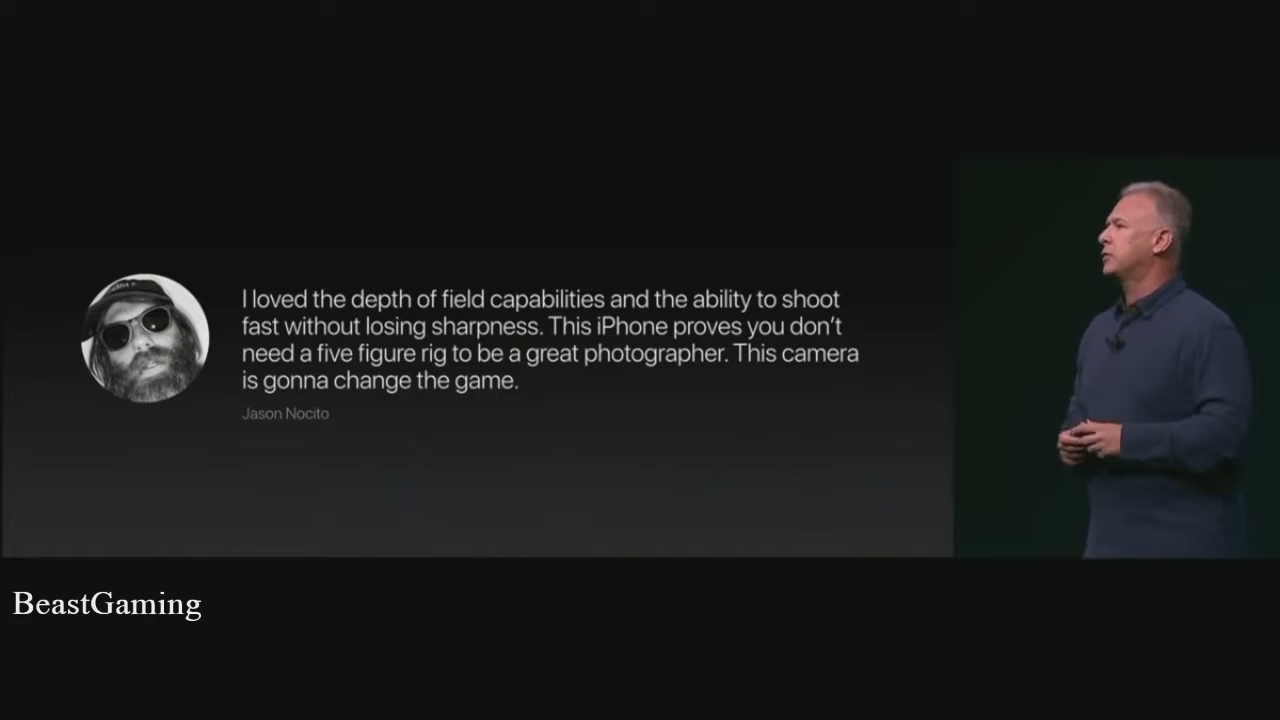 I loved the depth of field capabilities and the ability to shoot
fast without losing sharpness. This iPhone proves you don’t
need a five figure rig to be a great photographer. This camera
is gonna change the game.
Jason Nocito
BeastGaming